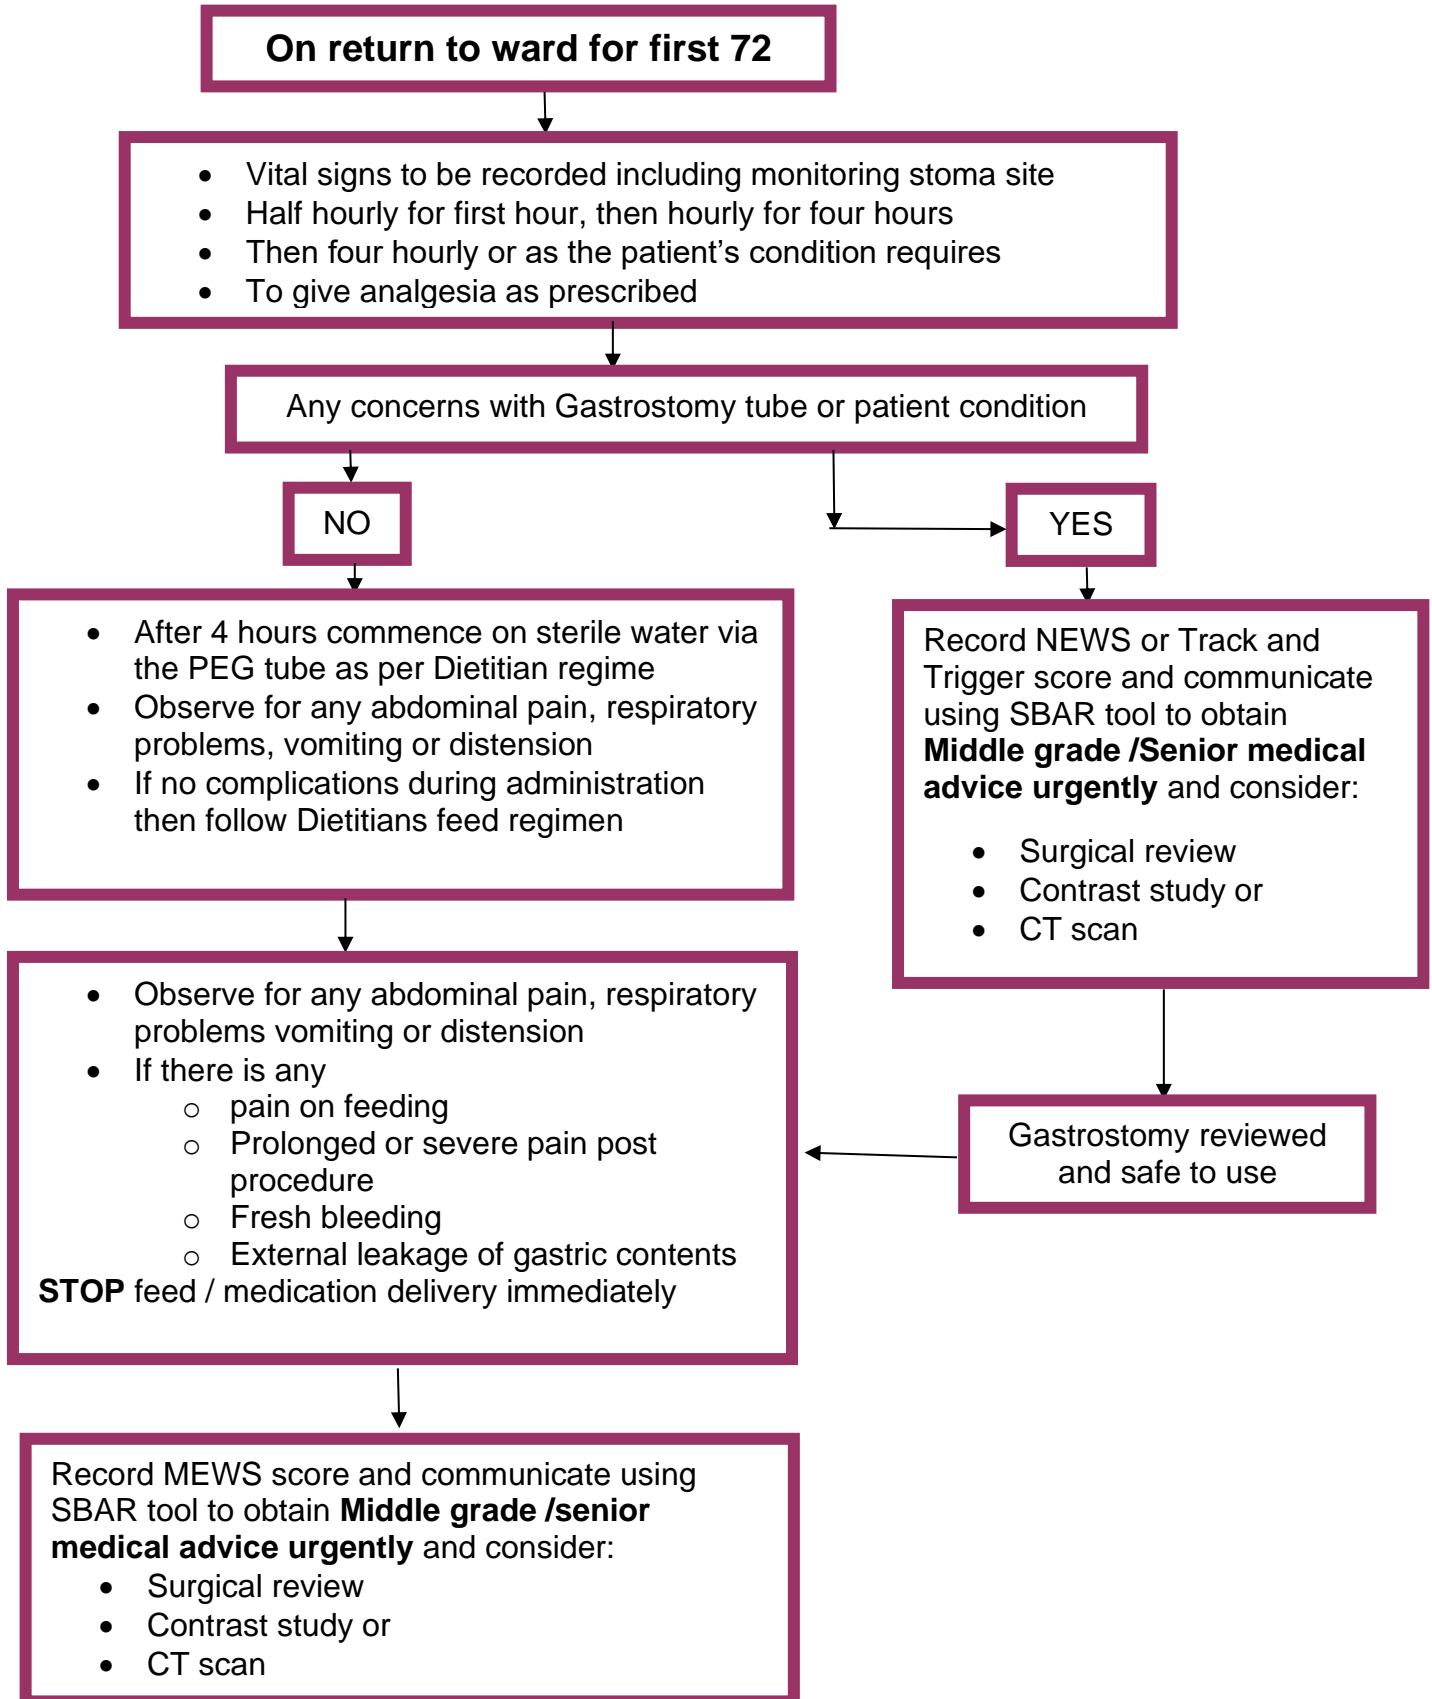 On return to ward for first 72
• Vital signs to be recorded including monitoring stoma site
• Half hourly for first hour, then hourly for four hours
• Then four hourly or as the patient’s condition requires
• To give analgesia as prescribed
Any concerns with Gastrostomy tube or patient condition
NO
YES
• After 4 hours commence on sterile water via
the PEG tube as per Dietitian regime
• Observe for any abdominal pain, respiratory
problems, vomiting or distension
• If no complications during administration
then follow Dietitians feed regimen
Record NEWS or Track and
Trigger score and communicate
using SBAR tool to obtain
Middle grade /Senior medical
advice urgently and consider:
• Surgical review
• Contrast study or
• CT scan
• Observe for any abdominal pain, respiratory
problems vomiting or distension
• If there is any
o pain on feeding
o Prolonged or severe pain post
procedure
o Fresh bleeding
o External leakage of gastric contents
STOP feed / medication delivery immediately
Gastrostomy reviewed
and safe to use
Record MEWS score and communicate using
SBAR tool to obtain Middle grade /senior
medical advice urgently and consider:
• Surgical review
• Contrast study or
• CT scan